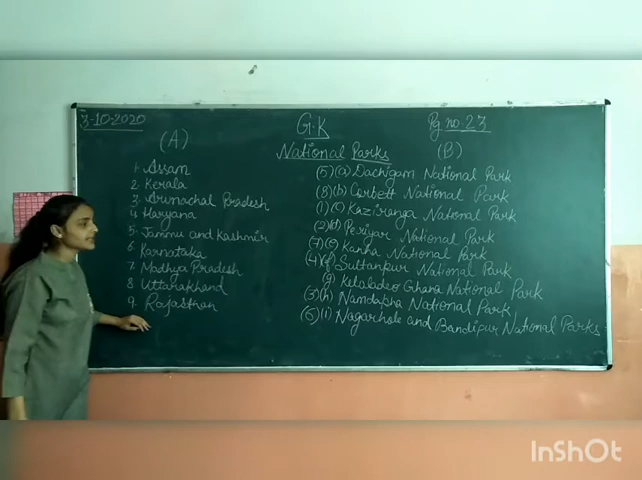 3-10-2020
G.K
Pg no. 23
(A)
National Parks
(B)
1. Assam
2. Kerala
3. Arunachal Pradesh
4 Haryana
5. Jammu and Kashmir
6 Karnataka
7. Madhya Pradesh
8 Uttarakhand
9. Rajasthan
(5)(a) Dachigam National Park
(8)(b) Corbett National Park
(1)(c) Kaziranga National Park
(2)(d) Periyar National Park
(7)(e) Kanha National Park
(4)(f) Sultanpur National Park
(g) Keloladeo Ghana National Park
(3)(h) Namdapha National Park
(6)(i) Nagarhole and Bandipur National Parks
InShOt